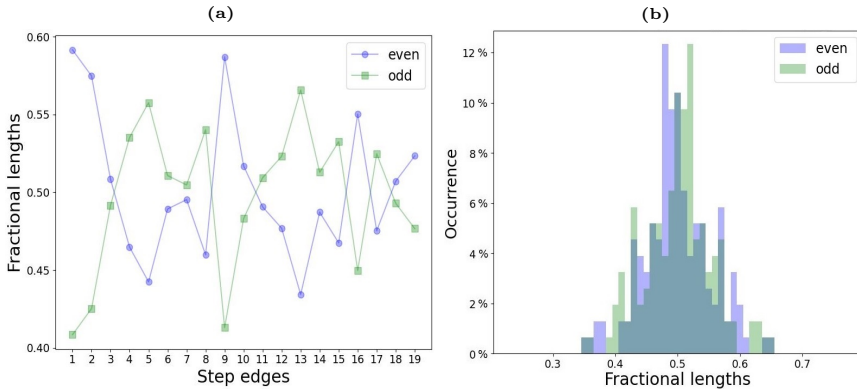 (a)
Fractional lengths
0.60
0.55
0.50
0.45
0.40
even
odd
1 2 3 4 5 6 7 8 9 10 11 12 13 14 15 16 17 18 19
Step edges
(b)
Occurrence
12 %
10 %
8 %
6 %
4 %
2 %
0 %
even
odd
0.3 0.4 0.5 0.6 0.7
Fractional lengths